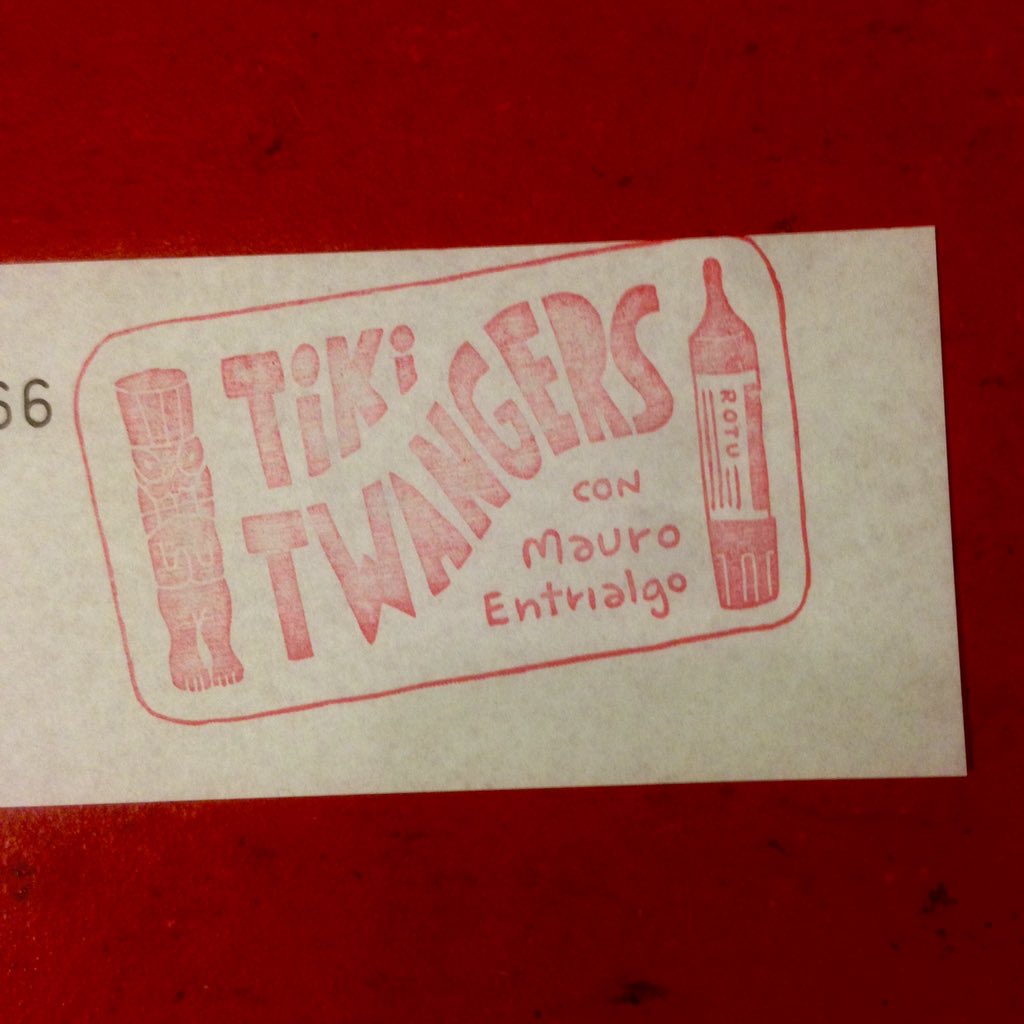 66
TiKi
TWANGERS
CON
Mauro
Entrialgo
ROTU